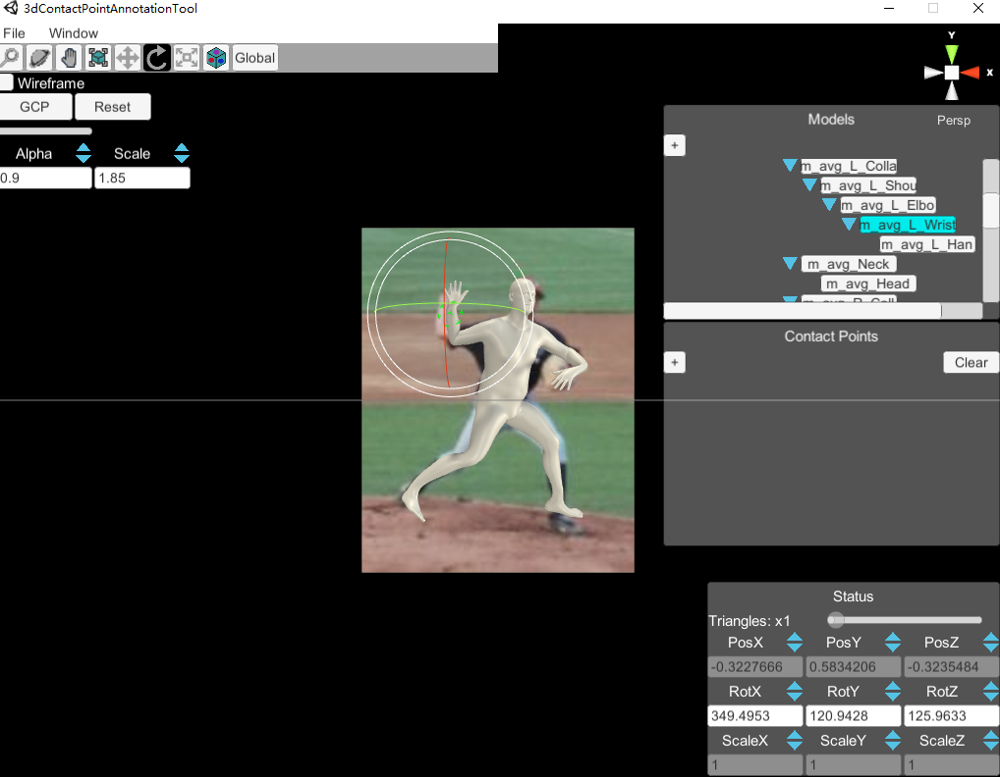 3dContactPointAnnotationTool
File Window
Global
Y
X
Wireframe
GCP Reset
Alpha Scale
0.9 1.85
Models Persp
+
m_avg_L_Colla
m_avg_L_Shou
m_avg_L_Elbo
m_avg_L_Wrist
m_avg_L_Han
m_avg_Neck
m_avg_Head
m_avg_R_Coll
Contact Points
+ Clear
Status
Triangles: x1
PosX PosY PosZ
-0.3227666 0.5834206 -0.3235484
RotX RotY RotZ
349.4953 120.9428 125.9633
ScaleX ScaleY ScaleZ
1 1 1